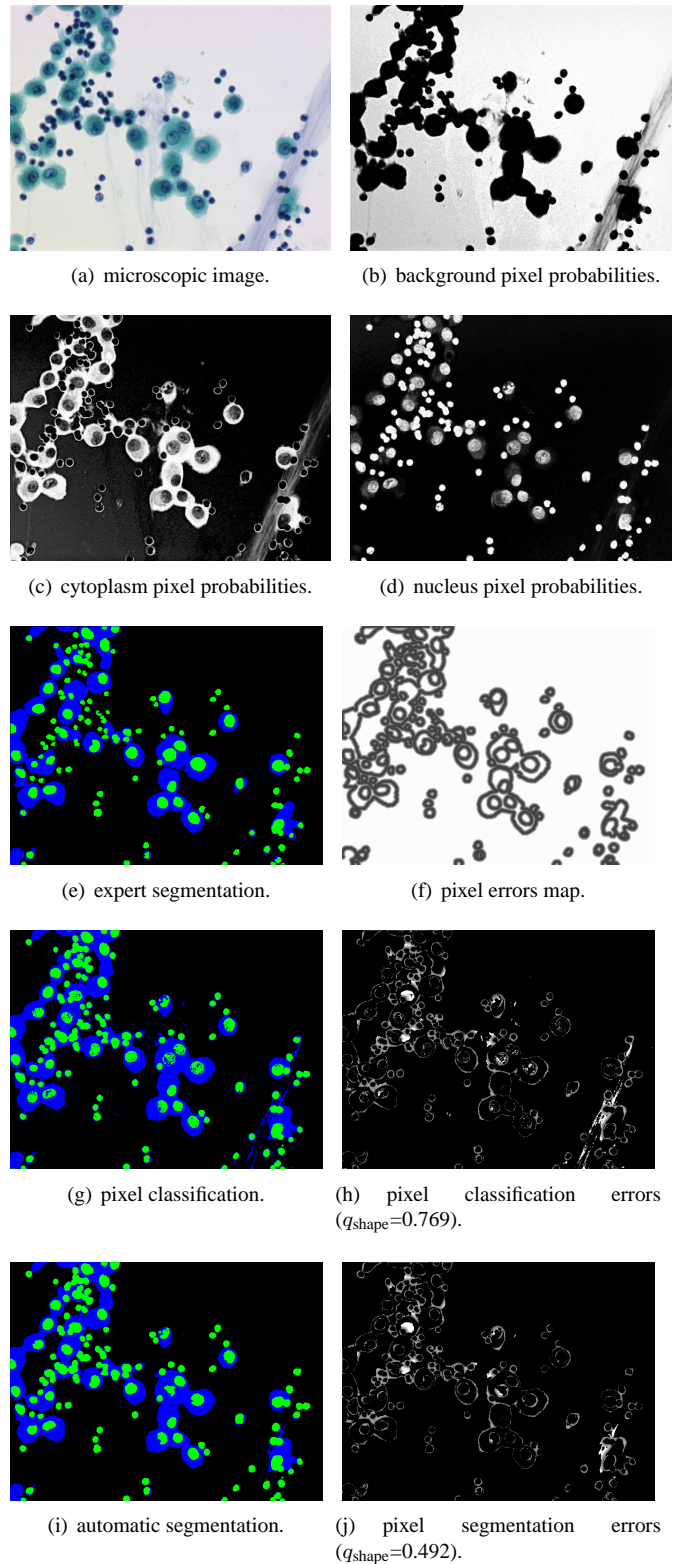 (a) microscopic image.
(b) background pixel probabilities.
(c) cytoplasm pixel probabilities.
(d) nucleus pixel probabilities.
(e) expert segmentation.
(f) pixel errors map.
(g) pixel classification.
(h) pixel classification errors
(qshape=0.769).
(i) automatic segmentation.
(j) pixel segmentation errors
(qshape=0.492).